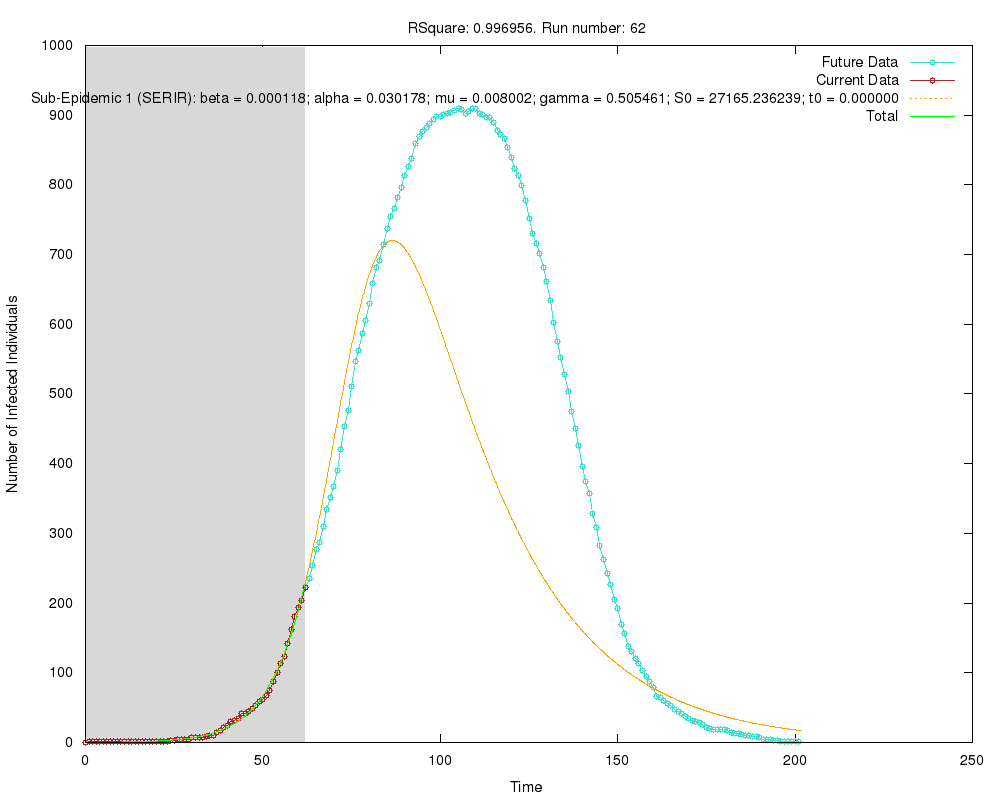 RSquare: 0.996956. Run number: 62
1000
900
800
700
600
500
400
300
200
100
0
Number of Infected Individuals
Future Data
Current Data
Sub-Epidemic 1 (SERIR): beta = 0.000118; alpha = 0.030178; mu = 0.008002; gamma = 0.505461; S0 = 27165.236239; t0 = 0.000000
Total
0 50 100 150 200 250
Time